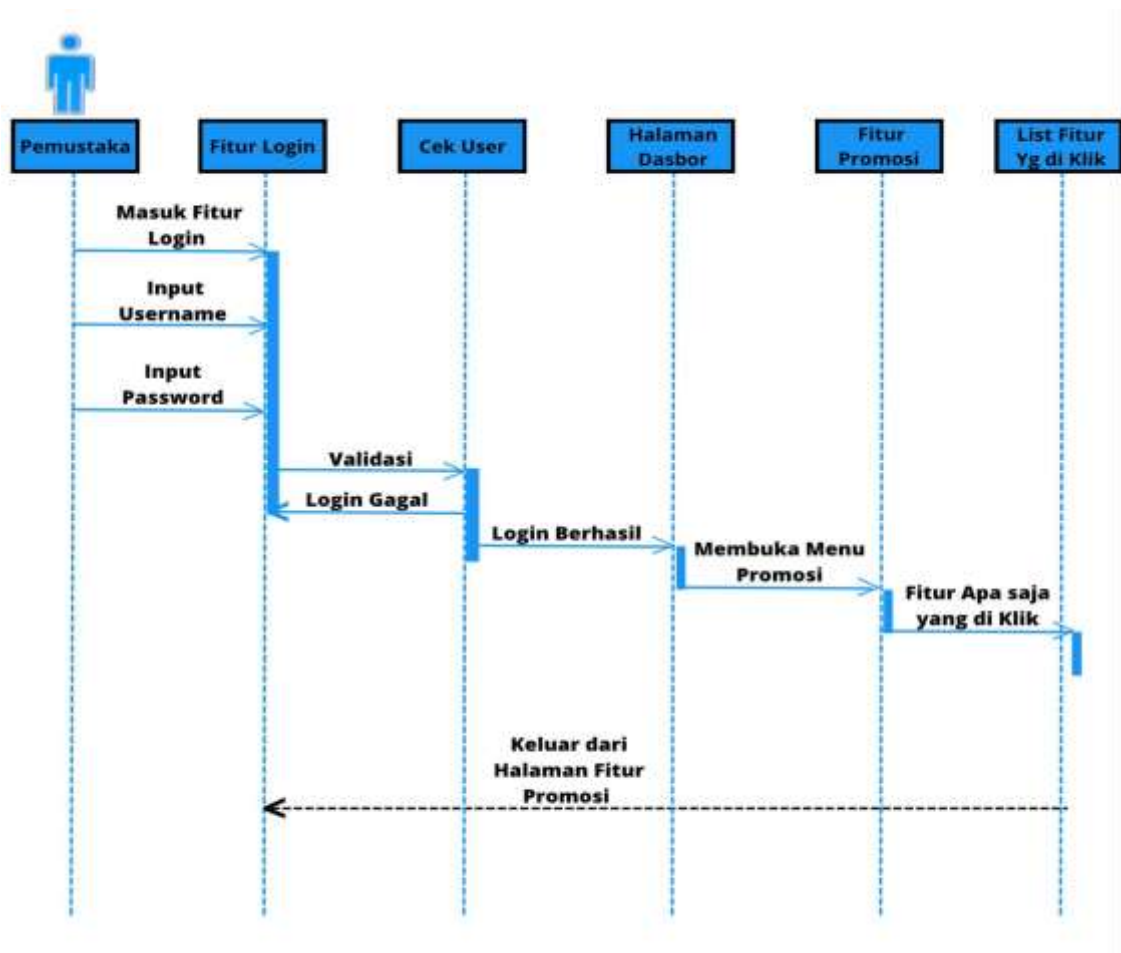 Pemustaka
Fitur Login
Cek User
Halaman
Dasbor
Fitur
Promosi
List Fitur
Yg di Klik
Masuk Fitur
Login
Input
Username
Input
Password
Validasi
Login Gagal
Login Berhasil
Membuka Menu
Promosi
Fitur Apa saja
yang di Klik
Keluar dari
Halaman Fitur
Promosi